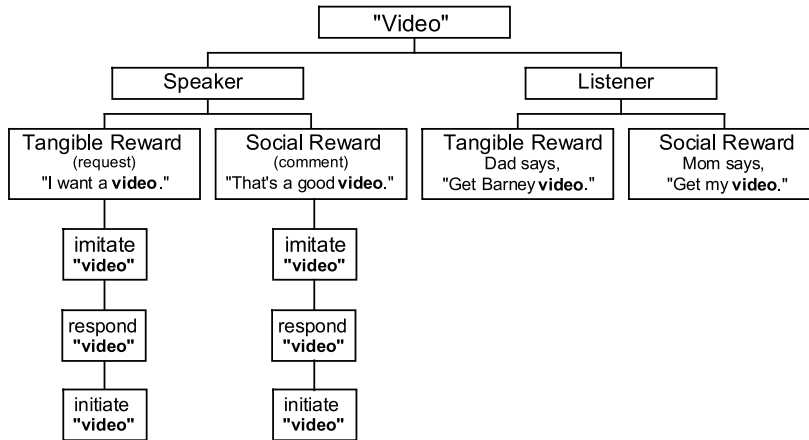 "Video"
Speaker
Listener
Tangible Reward
(request)
"I want a video."
Social Reward
(comment)
"That's a good video."
Tangible Reward
Dad says,
"Get Barney video."
Social Reward
Mom says,
"Get my video."
imitate
"video"
imitate
"video"
respond
"video"
respond
"video"
initiate
"video"
initiate
"video"